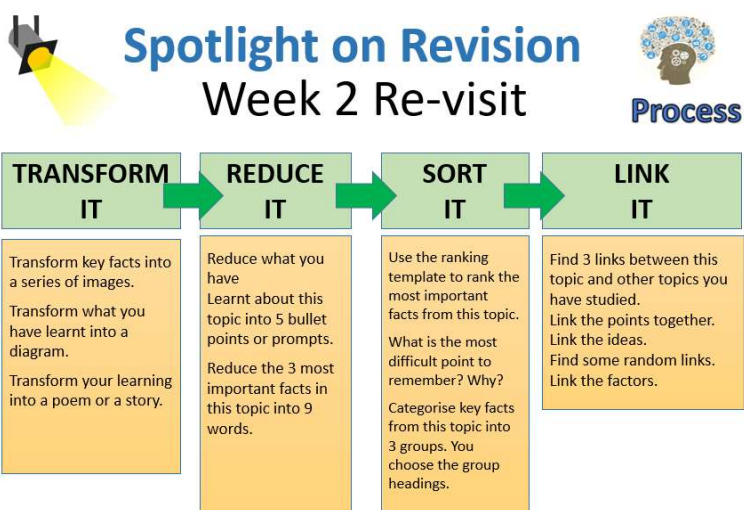 Spotlight on Revision
Week 2 Re-visit
Process
TRANSFORM
IT
REDUCE
IT
SORT
IT
LINK
IT
Transform key facts into
a series of images.
Transform what you
have learnt into a
diagram.
Transform your learning
into a poem or a story.
Reduce what you
have
Learnt about this
topic into 5 bullet
points or prompts.
Reduce the 3 most
important facts in
this topic into 9
words.
Use the ranking
template to rank the
most important
facts from this topic.
What is the most
difficult point to
remember? Why?
Categorise key facts
from this topic into
3 groups. You
choose the group
headings.
Find 3 links between this
topic and other topics you
have studied.
Link the points together.
Link the ideas.
Find some random links.
Link the factors.